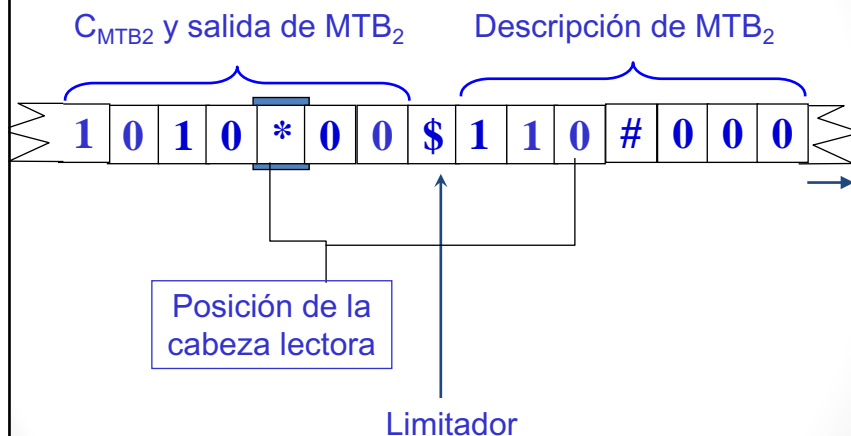 C_MTB2 y salida de MTB₂
Descripción de MTB₂
1 0 1 0 * 0 0 $ 1 1 0 # 0 0 0
Posición de la
cabeza lectora
Limitador